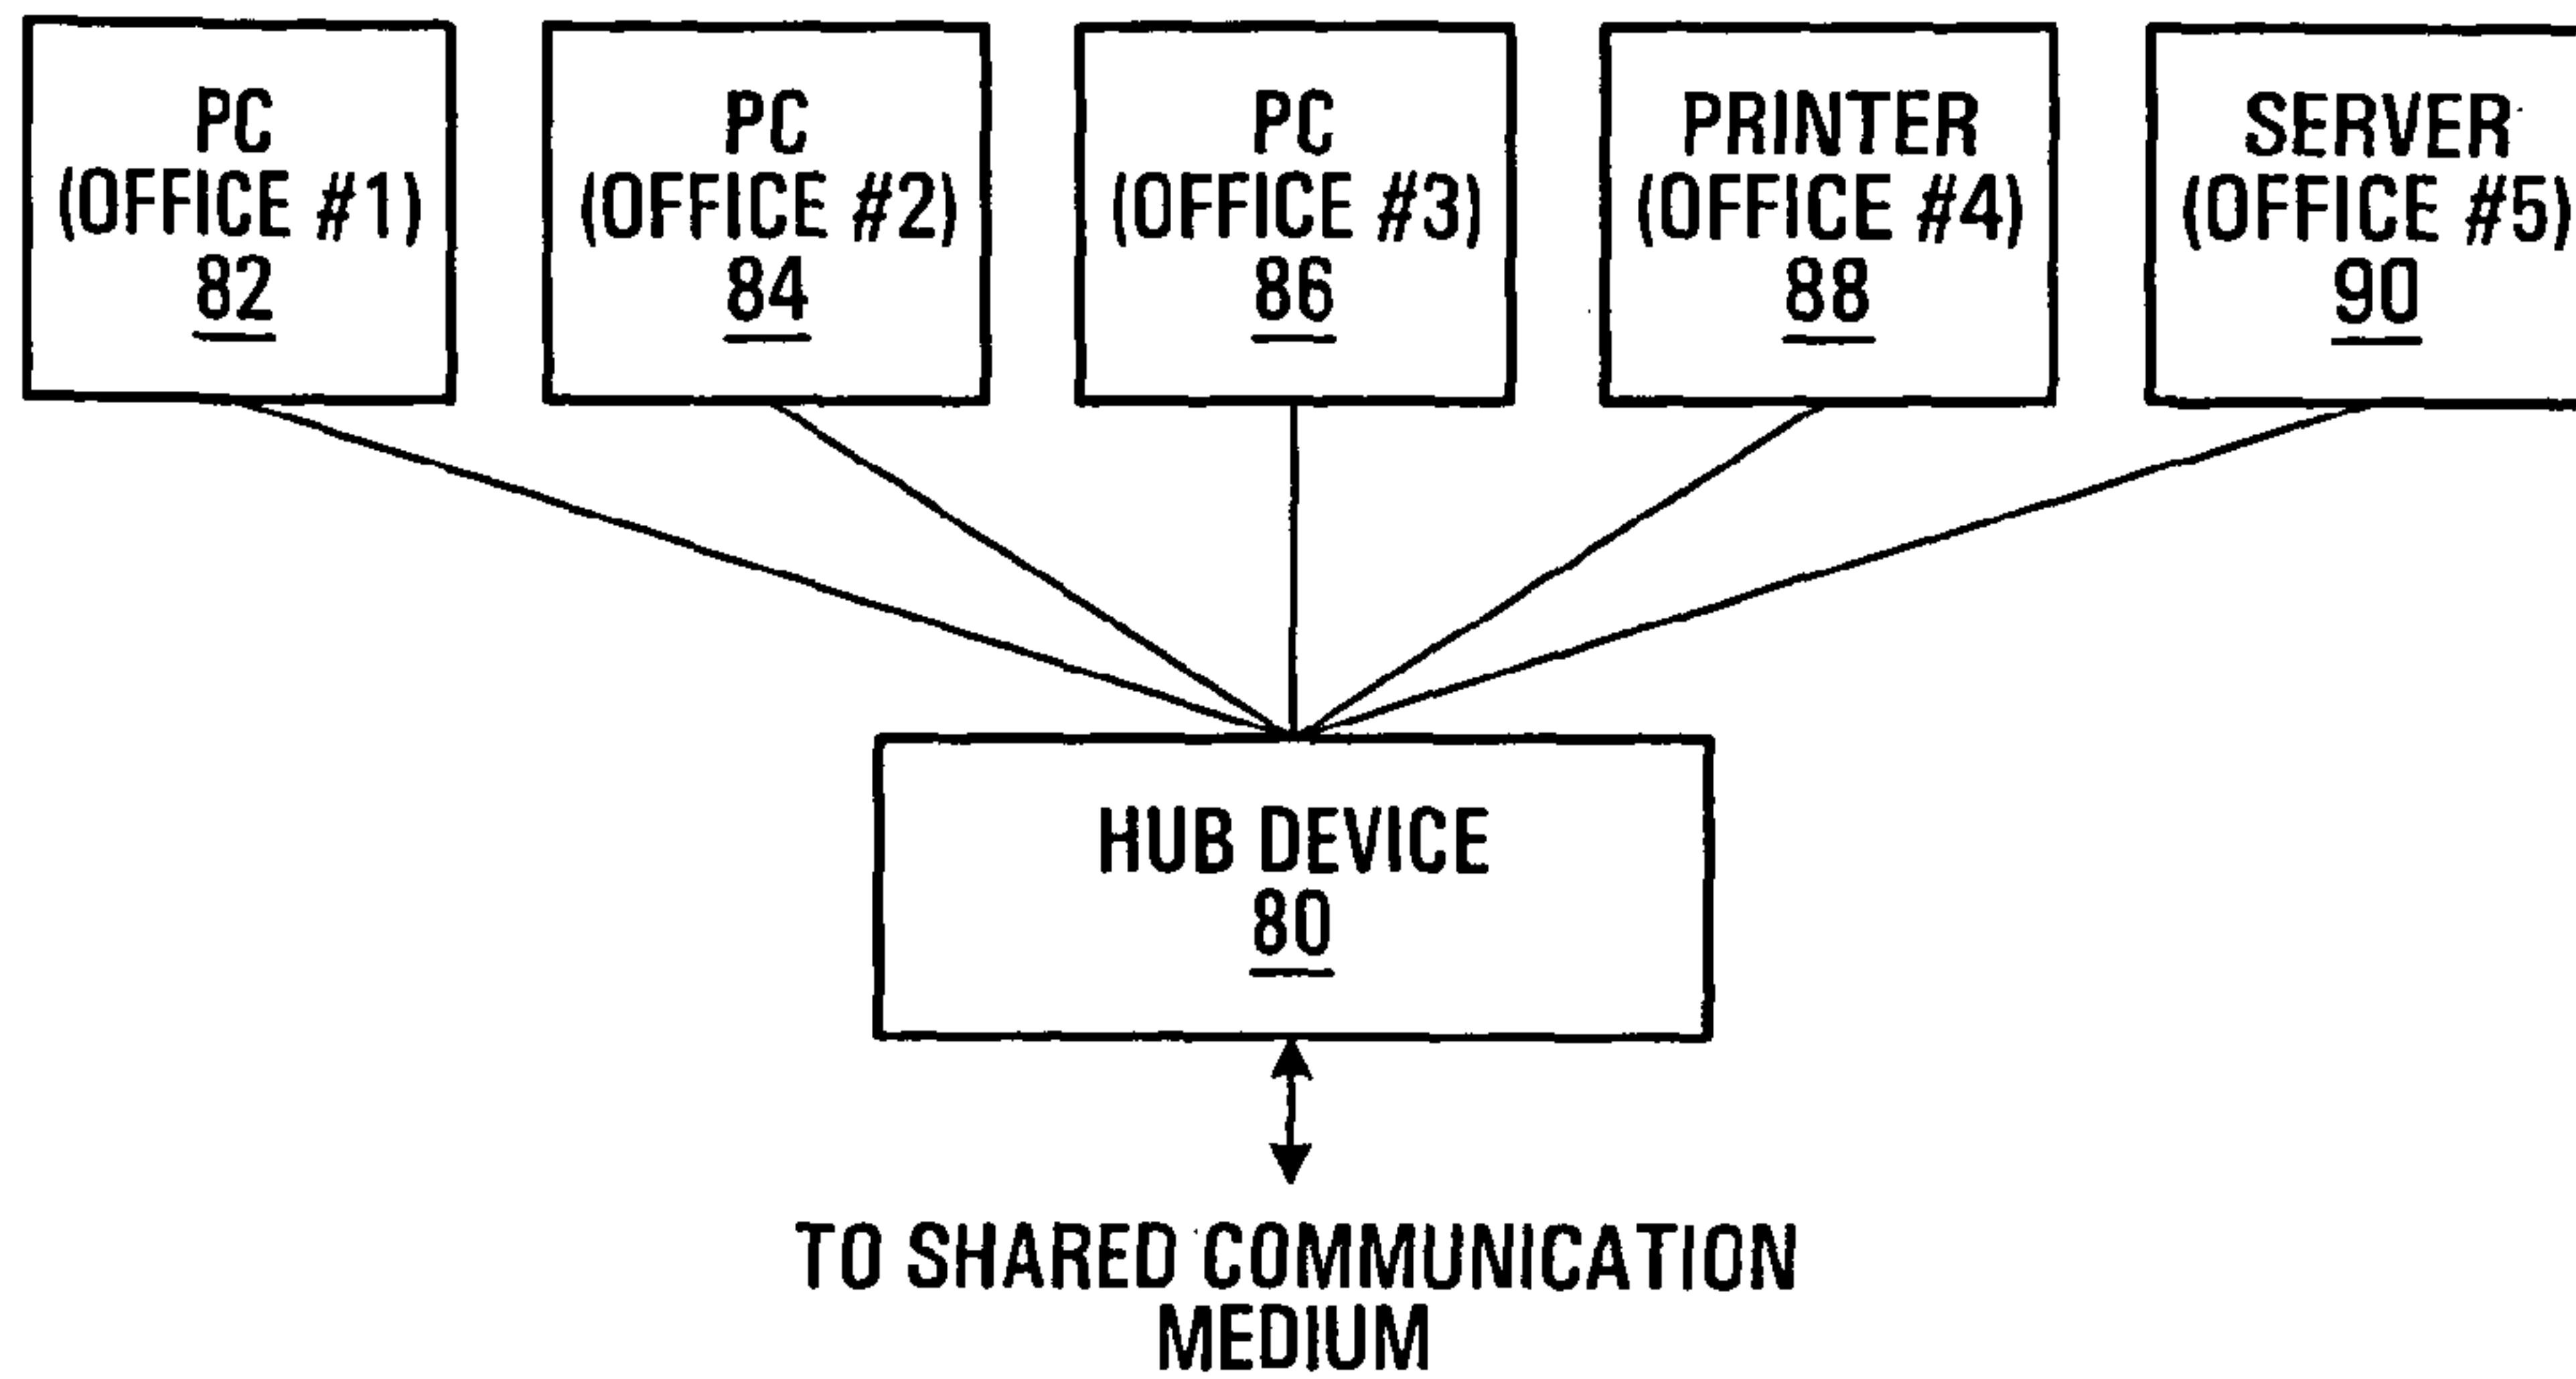 PC
(OFFICE #1)
82
PC
(OFFICE #2)
84
PC
(OFFICE #3)
86
PRINTER
(OFFICE #4)
88
SERVER
(OFFICE #5)
90
HUB DEVICE
80
TO SHARED COMMUNICATION
MEDIUM